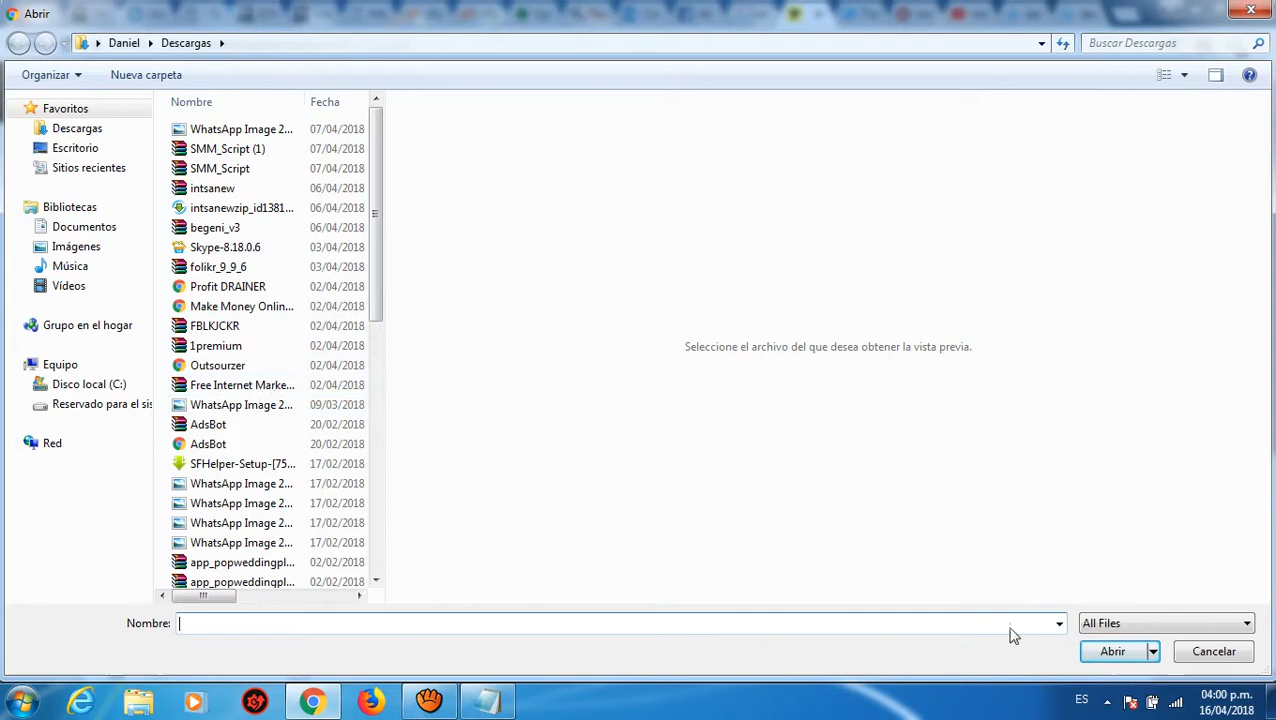 Abrir
Daniel
Descargas
Buscar Descargas
Organizar
Nueva carpeta
Favoritos
Descargas
Escritorio
Sitios recientes
Bibliotecas
Documentos
Imágenes
Música
Vídeos
Grupo en el hogar
Equipo
Disco local (C:)
Reservado para el sis
Red
Nombre Fecha
WhatsApp Image 2... 07/04/2018
SMM_Script (1) 07/04/2018
SMM_Script 07/04/2018
intsanew 06/04/2018
intsanewzip_id1381... 06/04/2018
begeni_v3 06/04/2018
Skype-8.18.0.6 03/04/2018
folikr_9_9_6 03/04/2018
Profit DRAINER 02/04/2018
Make Money Onlin... 02/04/2018
FBLKJCKR 02/04/2018
1premium 02/04/2018
Outsourzer 02/04/2018
Free Internet Marke... 02/04/2018
WhatsApp Image 2... 09/03/2018
AdsBot 20/02/2018
AdsBot 20/02/2018
SFHelper-Setup-[75... 17/02/2018
WhatsApp Image 2... 17/02/2018
WhatsApp Image 2... 17/02/2018
WhatsApp Image 2... 17/02/2018
WhatsApp Image 2... 17/02/2018
app_popweddingpl... 02/02/2018
app_popweddingpl... 02/02/2018
Seleccione el archivo del que desea obtener la vista previa.
Nombre:
All Files
Abrir
Cancelar
ES
04:00 p.m.
16/04/2018